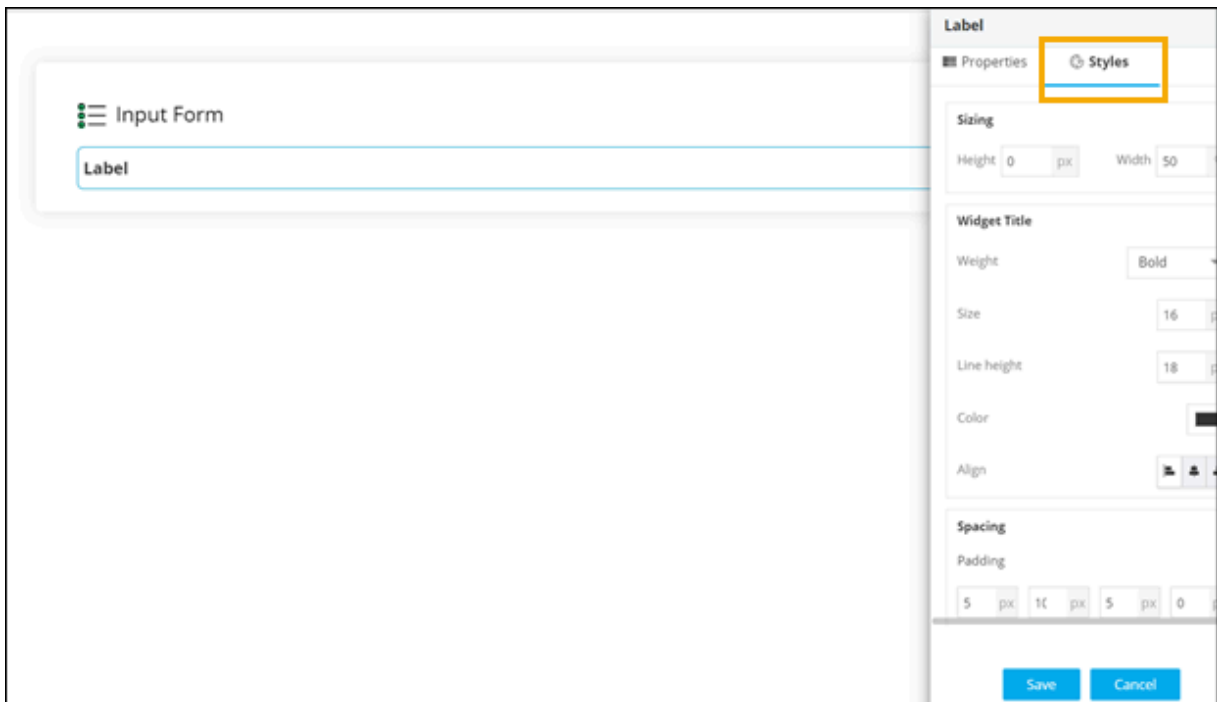 Input Form
Label
Label
Properties Styles
Sizing
Height 0 px Width 50
Widget Title
Weight Bold
Size 16
Line height 18
Color
Align
Spacing
Padding
5 px px 5 px 0
Save Cancel